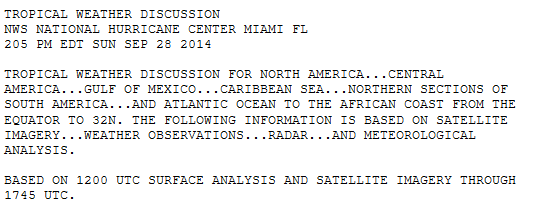 TROPICAL WEATHER DISCUSSION
NWS NATIONAL HURRICANE CENTER MIAMI FL
205 PM EDT SUN SEP 28 2014
TROPICAL WEATHER DISCUSSION FOR NORTH AMERICA...CENTRAL
AMERICA...GULF OF MEXICO...CARIBBEAN SEA...NORTHERN SECTIONS OF
SOUTH AMERICA...AND ATLANTIC OCEAN TO THE AFRICAN COAST FROM THE
EQUATOR TO 32N. THE FOLLOWING INFORMATION IS BASED ON SATELLITE
IMAGERY...WEATHER OBSERVATIONS...RADAR...AND METEOROLOGICAL
ANALYSIS.
BASED ON 1200 UTC SURFACE ANALYSIS AND SATELLITE IMAGERY THROUGH
1745 UTC.